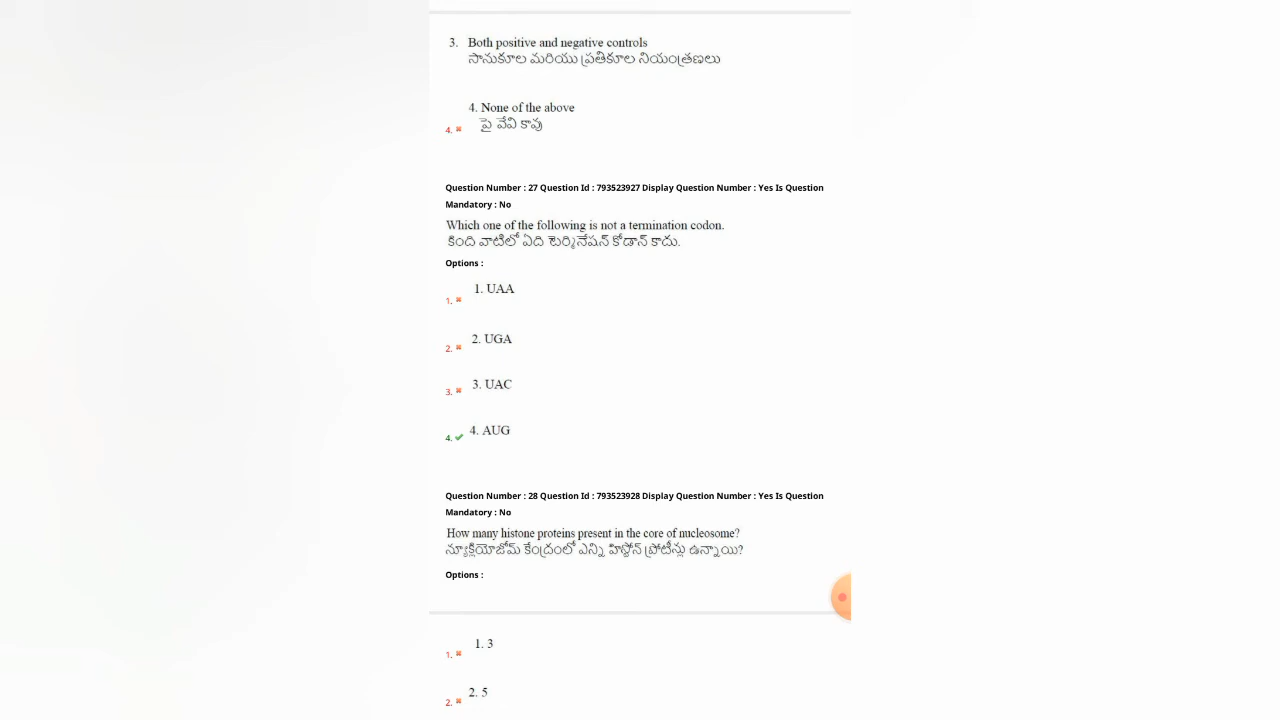 3. Both positive and negative controls
సానుకూల మరియు ప్రతికూల నియంత్రణలు
4. None of the above
4. పై వేవి కావు
Question Number : 27 Question Id : 793523927 Display Question Number : Yes Is Question
Mandatory : No
Which one of the following is not a termination codon.
కింది వాటిలో ఏది టెర్మినేషన్ కోడాన్ కాదు.
Options :
1. UAA
1.
2. UGA
2.
3. UAC
3.
4. AUG
4.
Question Number : 28 Question Id : 793523928 Display Question Number : Yes Is Question
Mandatory : No
How many histone proteins present in the core of nucleosome?
న్యూక్లియోజోమ్ కేంద్రంలో ఎన్ని హిస్టోన్ ప్రోటీన్లు ఉన్నాయి?
Options :
1. 3
1.
2. 5
2.